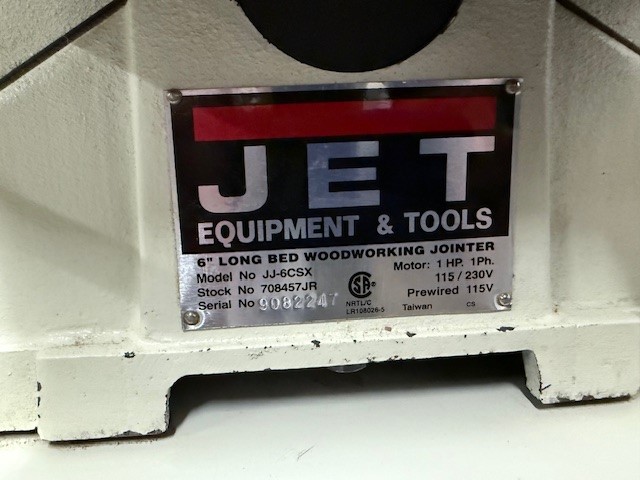 JET
EQUIPMENT & TOOLS
6" LONG BED WOODWORKING JOINTER
Model No JJ-6CSX
Motor: 1 HP. 1Ph.
Stock No 708457JR
115/230V
Serial No 9082247
Prewired 115V
SA
NRTL/C
LR108026-5
Taiwan
CS